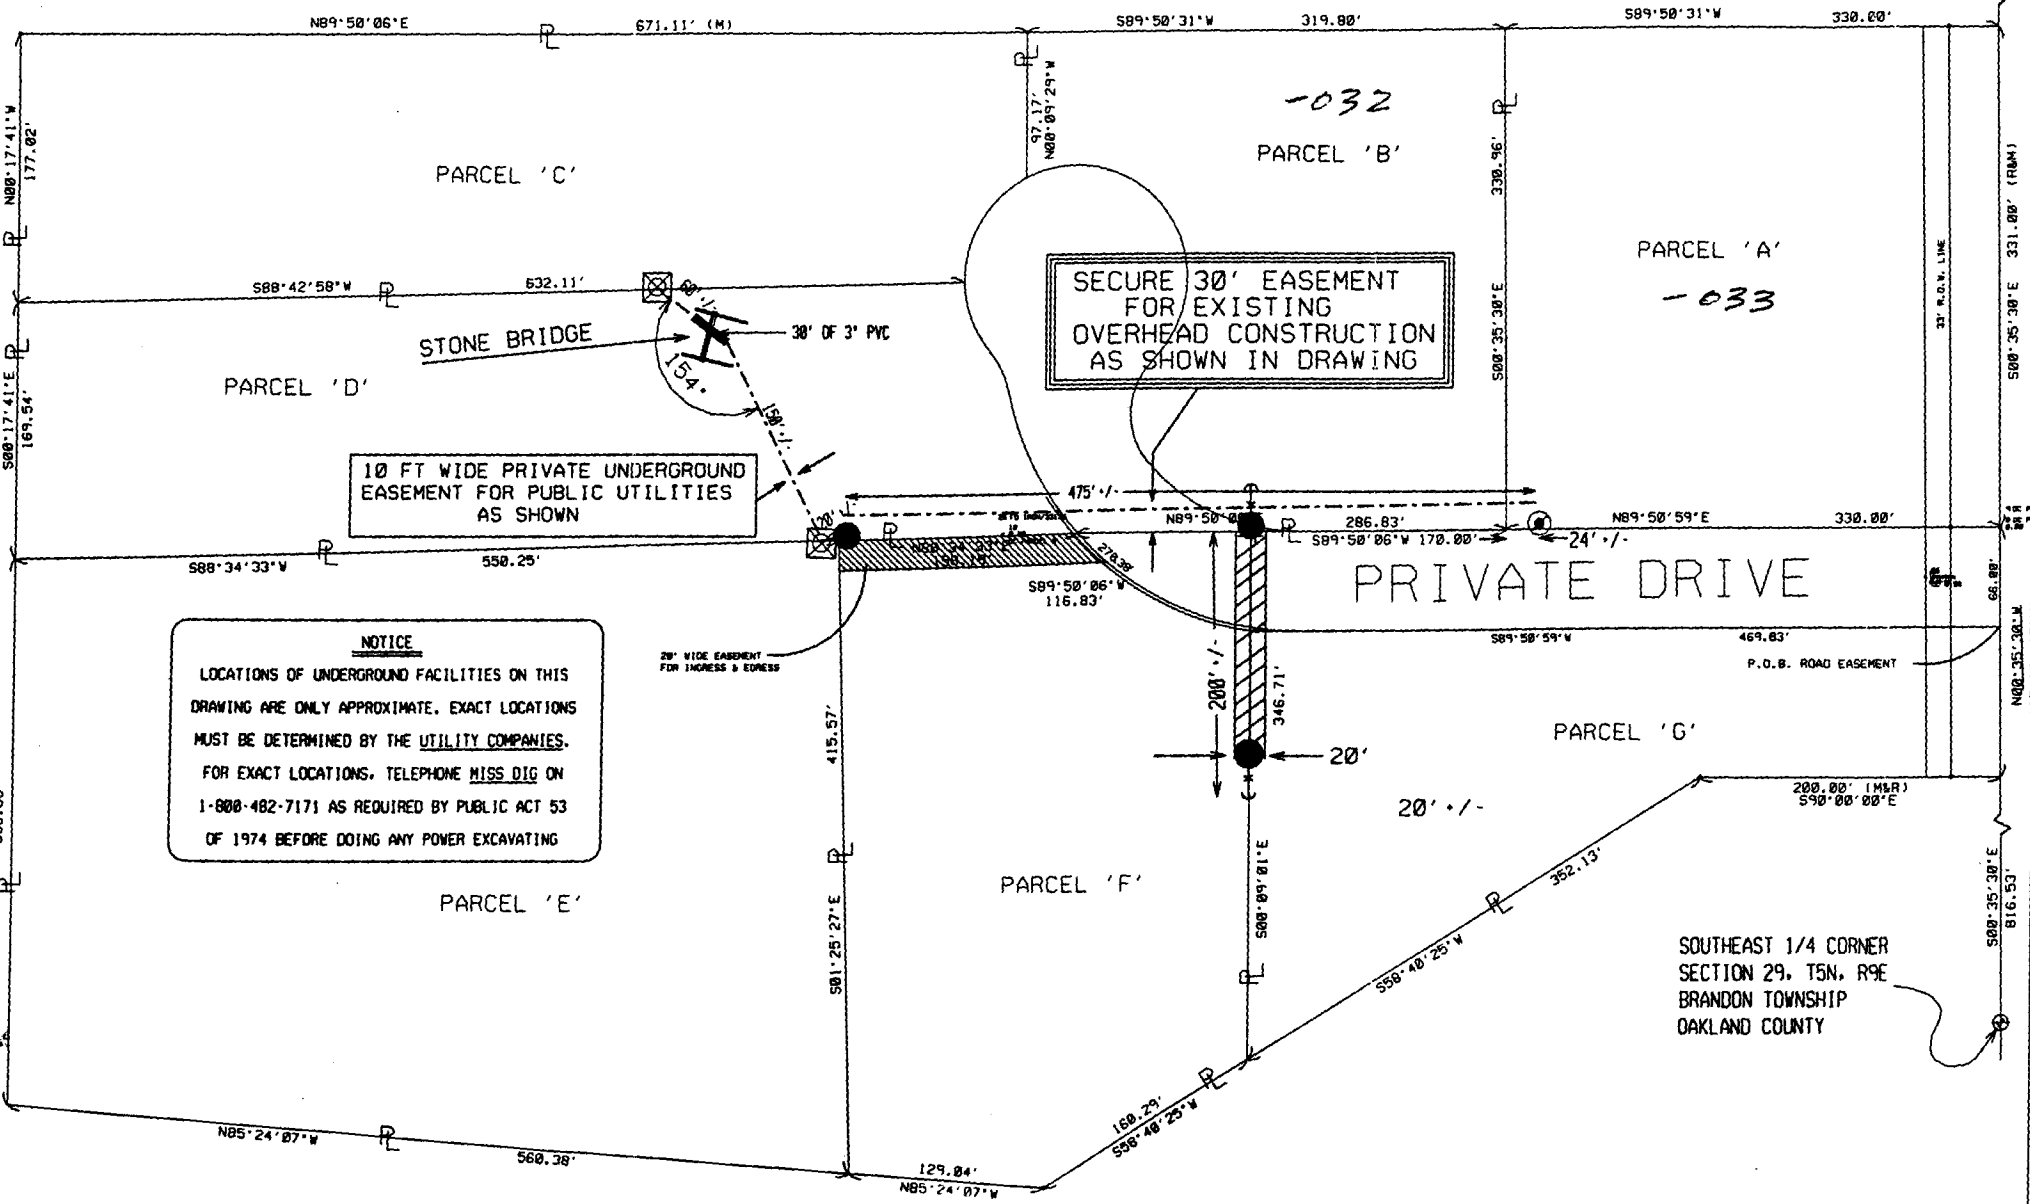 N89°50'06"E 671.11' (M) S89°50'31"W 319.80' S89°50'31"W 330.00'
N00°17'41"W
177.02'
97.17'
N00°09'29"W
-032
PARCEL 'B'
PARCEL 'C'
330.96'
S00°35'30"E
PARCEL 'A'
-033
33' R.O.W. LINE
S00°35'30"E 331.00' (R&M)
S88°42'58"W 632.11'
60'+/-
STONE BRIDGE
30' OF 3" PVC
154°
150'+/-
SECURE 30' EASEMENT
FOR EXISTING
OVERHEAD CONSTRUCTION
AS SHOWN IN DRAWING
PARCEL 'D'
S00°17'41"E
169.54'
10 FT WIDE PRIVATE UNDERGROUND
EASEMENT FOR PUBLIC UTILITIES
AS SHOWN
475'+/-
286.83'
S89°50'06"W 170.00'
N89°50'59"E 330.00'
24'+/-
S88°34'33"W 550.25'
278.38'
S89°50'06"W
116.83'
PRIVATE DRIVE
66.00'
S89°50'59"W 469.83'
P.O.B. ROAD EASEMENT
N00°35'30"W
NOTICE
LOCATIONS OF UNDERGROUND FACILITIES ON THIS
DRAWING ARE ONLY APPROXIMATE. EXACT LOCATIONS
MUST BE DETERMINED BY THE UTILITY COMPANIES.
FOR EXACT LOCATIONS, TELEPHONE MISS DIG ON
1-800-482-7171 AS REQUIRED BY PUBLIC ACT 53
OF 1974 BEFORE DOING ANY POWER EXCAVATING
20' WIDE EASEMENT
FOR INGRESS & EGRESS
415.57'
S01°25'27"E
200'+/-
346.71'
20'
20'+/-
PARCEL 'G'
200.00' (M&R)
S90°00'00"E
PARCEL 'E'
PARCEL 'F'
S00°09'01"E
352.13'
S58°40'25"W
S00°35'30"E
816.53'
SOUTHEAST 1/4 CORNER
SECTION 29, T5N, R9E
BRANDON TOWNSHIP
OAKLAND COUNTY
160.29'
S58°40'25"W
N85°24'07"W
560.38'
129.04'
N85°24'07"W